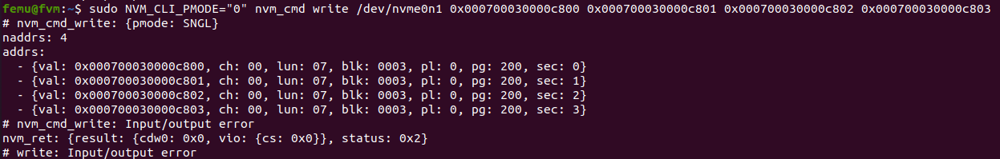 femu@fvm:~$ sudo NVM_CLI_PMODE="0" nvm_cmd write /dev/nvme0n1 0x000700030000c800 0x000700030000c801 0x000700030000c802 0x000700030000c803
# nvm_cmd_write: {pmode: SNGL}
naddrs: 4
addrs:
  - {val: 0x000700030000c800, ch: 00, lun: 07, blk: 0003, pl: 0, pg: 200, sec: 0}
  - {val: 0x000700030000c801, ch: 00, lun: 07, blk: 0003, pl: 0, pg: 200, sec: 1}
  - {val: 0x000700030000c802, ch: 00, lun: 07, blk: 0003, pl: 0, pg: 200, sec: 2}
  - {val: 0x000700030000c803, ch: 00, lun: 07, blk: 0003, pl: 0, pg: 200, sec: 3}
# nvm_cmd_write: Input/output error
nvm_ret: {result: {cdw0: 0x0, vio: {cs: 0x0}}, status: 0x2}
# write: Input/output error